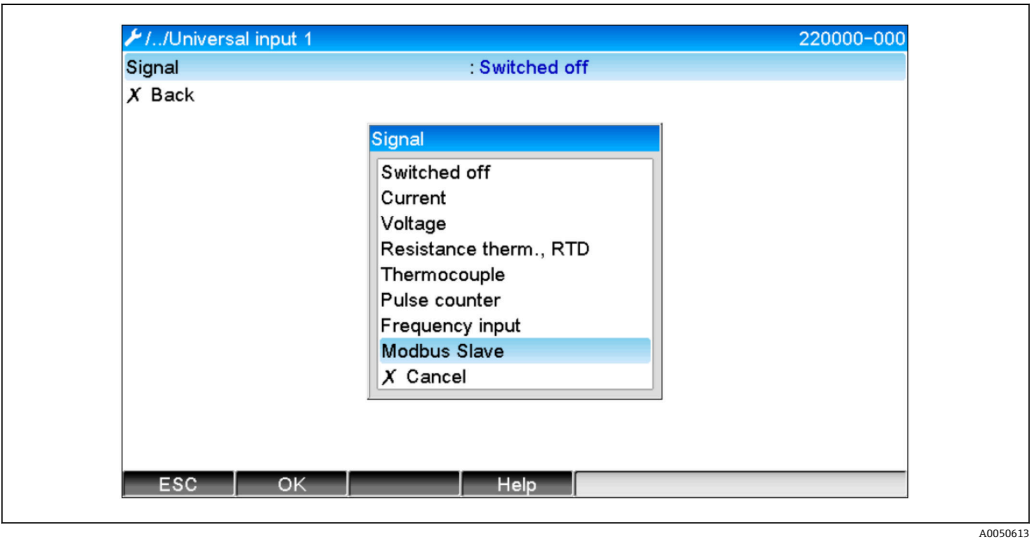 /../Universal input 1 220000-000
Signal : Switched off
X Back
Signal
Switched off
Current
Voltage
Resistance therm., RTD
Thermocouple
Pulse counter
Frequency input
Modbus Slave
X Cancel
ESC OK Help
A0050613